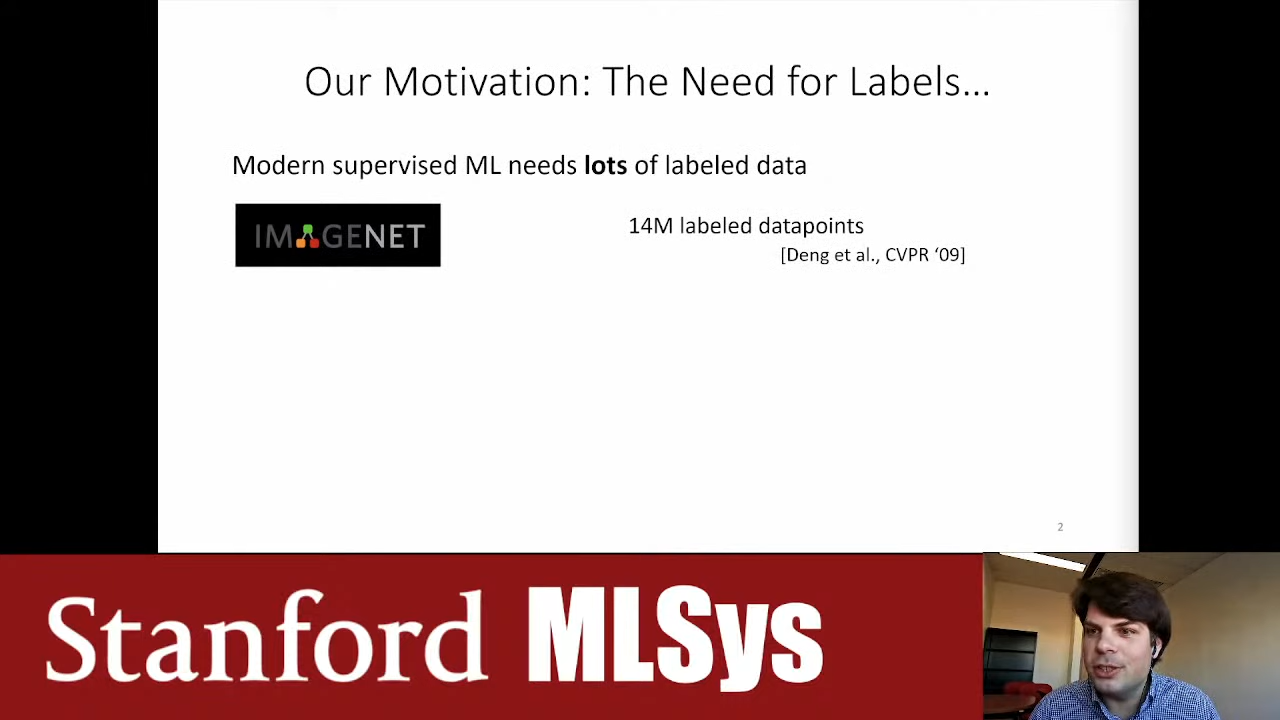 Our Motivation: The Need for Labels...
Modern supervised ML needs lots of labeled data
IMAGENET
14M labeled datapoints
[Deng et al., CVPR ‘09]
2
Stanford MLSys